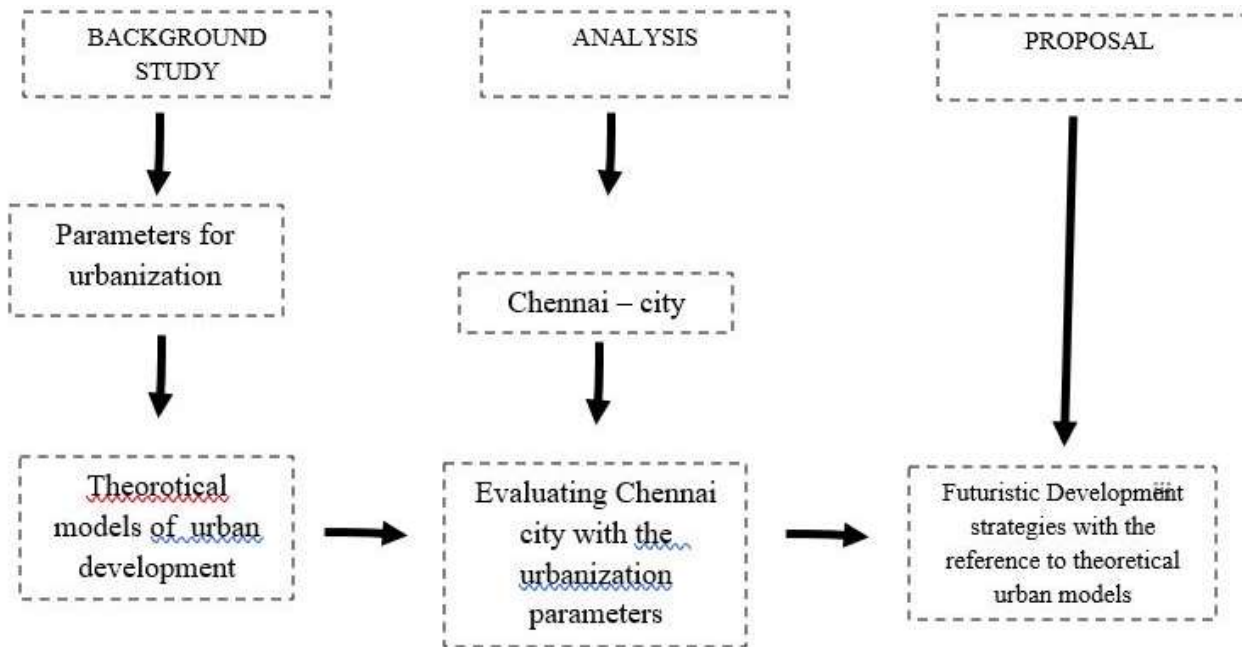 BACKGROUND
STUDY
ANALYSIS
PROPOSAL
Parameters for
urbanization
Chennai – city
Theorotical
models of urban
development
Evaluating Chennai
city with the
urbanization
parameters
Futuristic Development
strategies with the
reference to theoretical
urban models